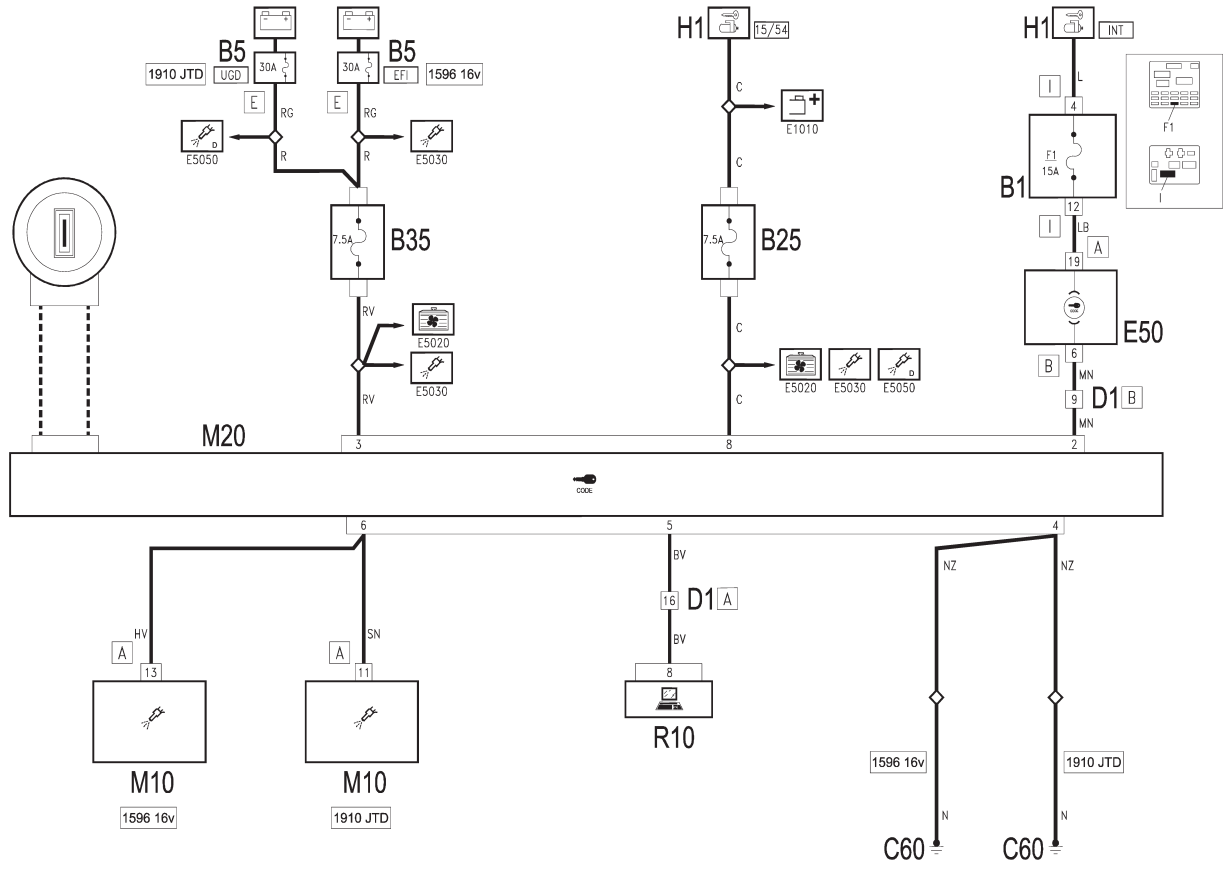 H1
15/54
H1
INT
B5
B5
1910 JTD
UGD
30A
30A
EFI
1596 16v
E
E
RG
RG
C
I
L
4
F1
E1010
E5050
D
R
R
E5030
C
F1
15A
B1
I
12
I
LB
A
19
7.5A
B35
7.5A
B25
CODE
E50
RV
E5020
C
6
B
MN
E5030
E5020
E5030
D
E5050
9
D1
B
RV
C
MN
M20
3
8
2
CODE
6
5
4
BV
NZ
NZ
16
D1
A
HV
SN
BV
A
A
13
11
8
R10
M10
M10
1596 16v
1910 JTD
1596 16v
1910 JTD
N
N
C60
C60